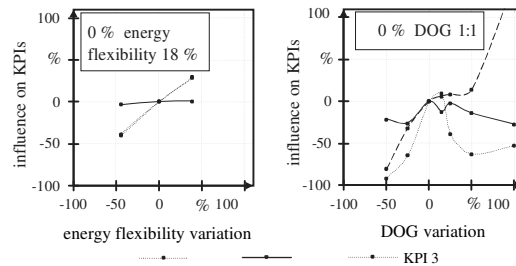 100
%
0
-50
-100
influence on KPIs
0 % energy
flexibility 18 %
-100 -50 0 % 100
energy flexibility variation
100
%
0
-50
-100
influence on KPIs
0 % DOG 1:1
-100 -50 0 % 100
DOG variation
KPI 3